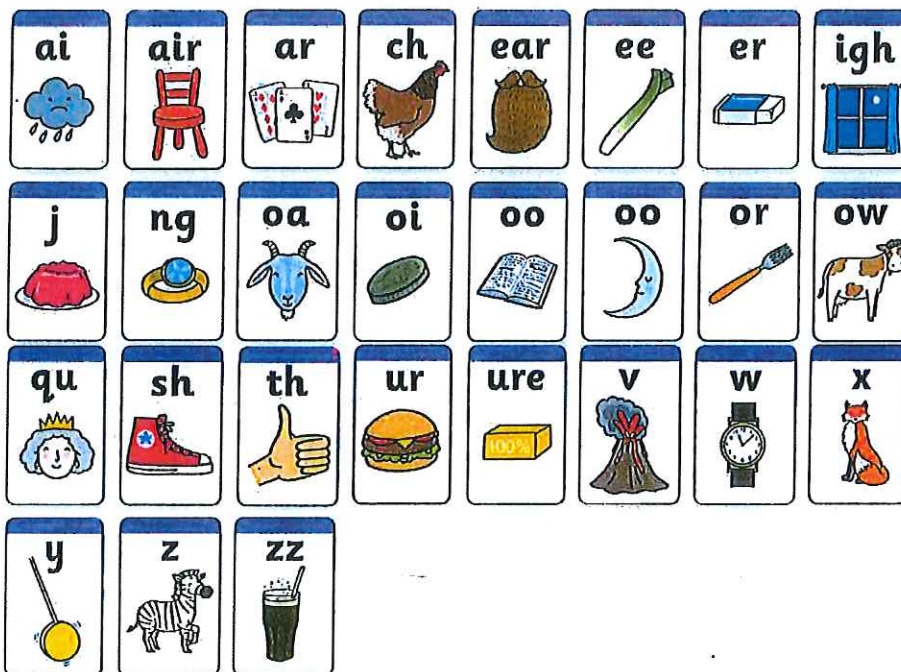 ai air ar ch ear ee er igh
j ng oa oi oo oo or ow
qu sh th ur ure v w x
100%
y z zz